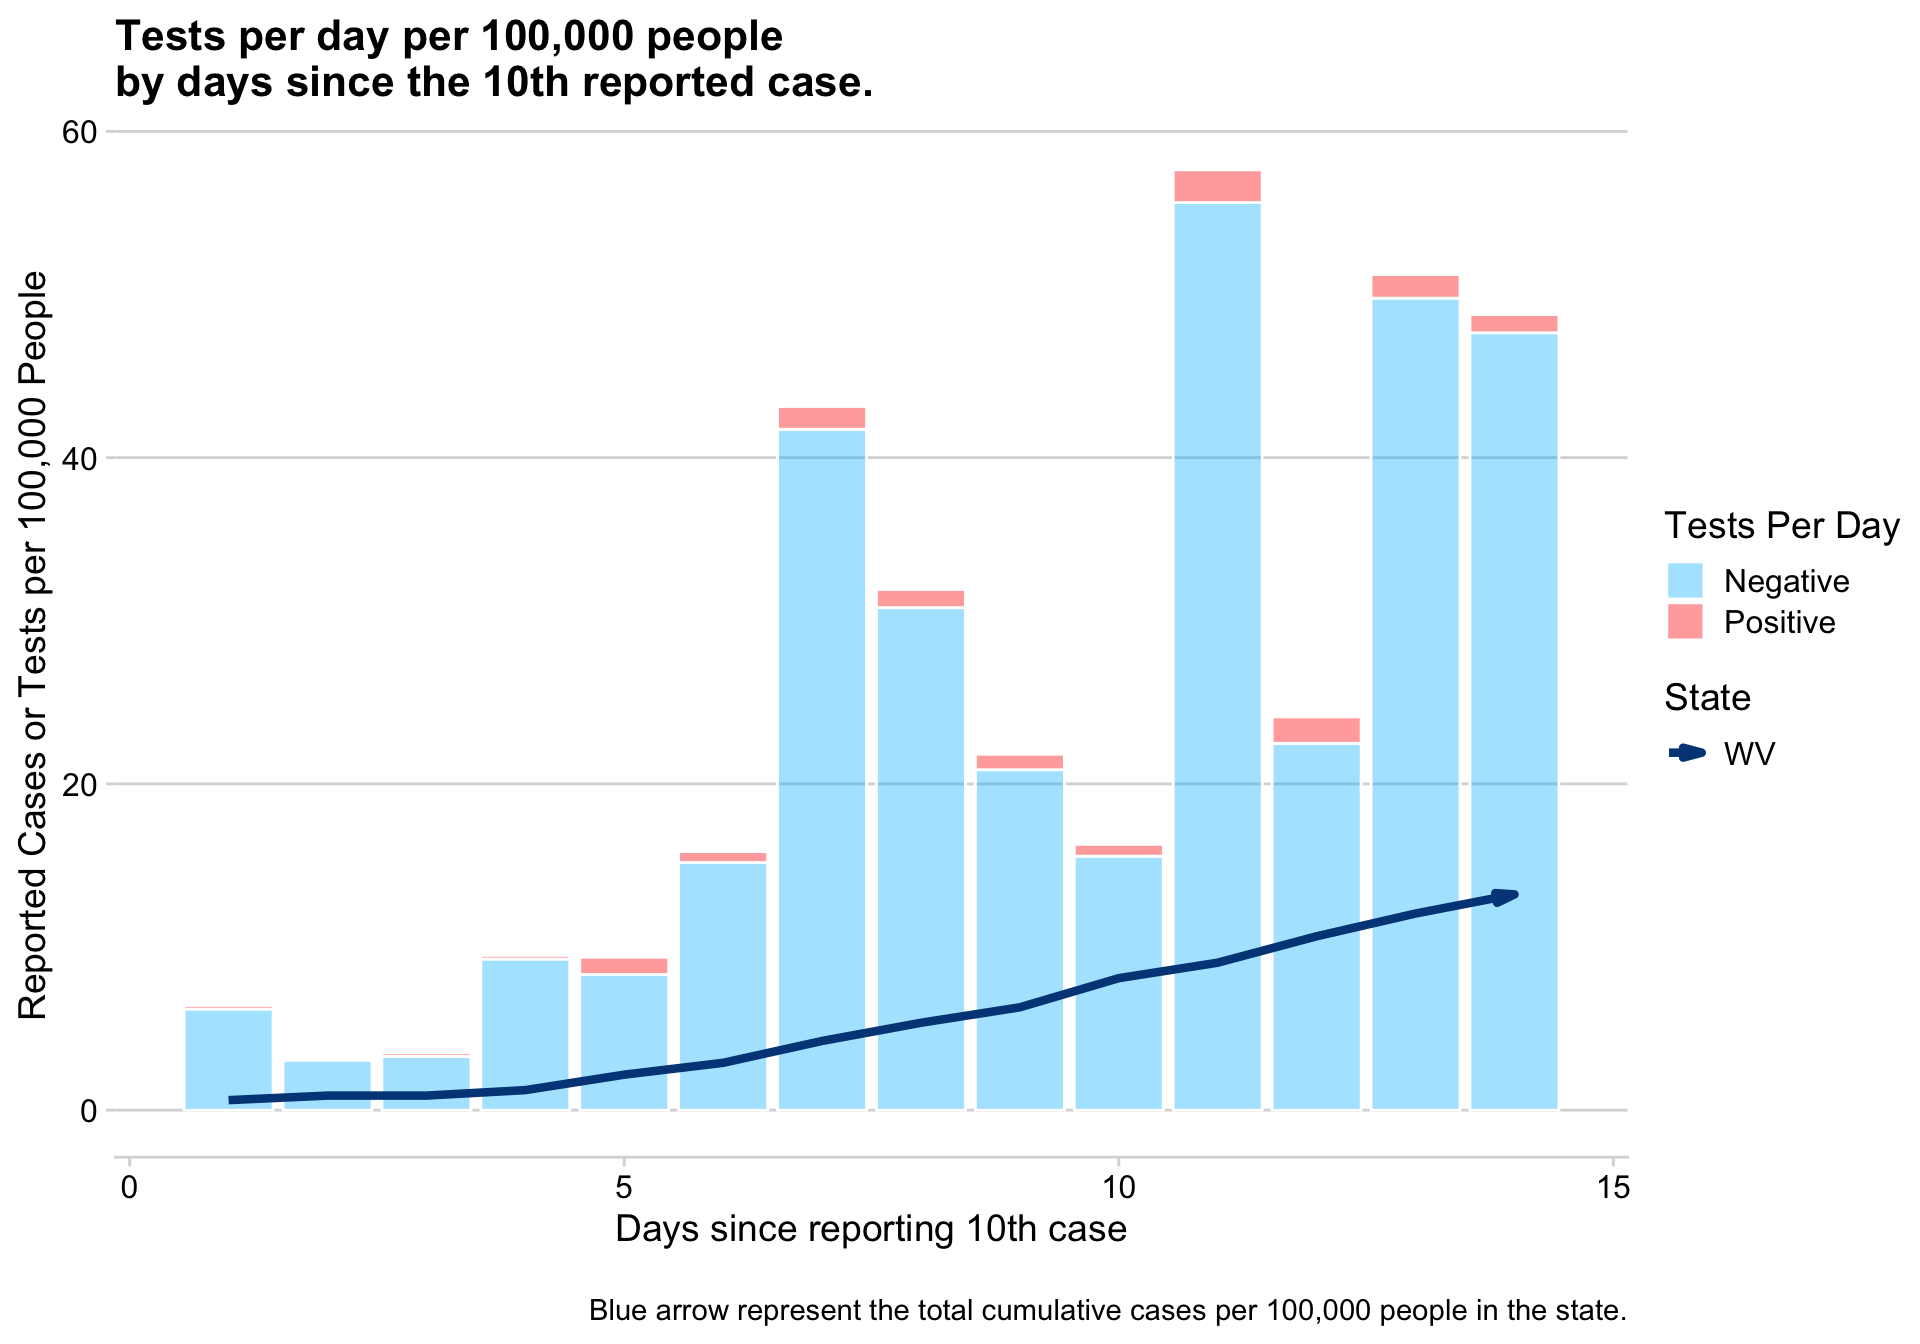 Tests per day per 100,000 people
by days since the 10th reported case.
Reported Cases or Tests per 100,000 People
60
40
20
0
0
5
10
15
Days since reporting 10th case
Tests Per Day
Negative
Positive
State
WV
Blue arrow represent the total cumulative cases per 100,000 people in the state.